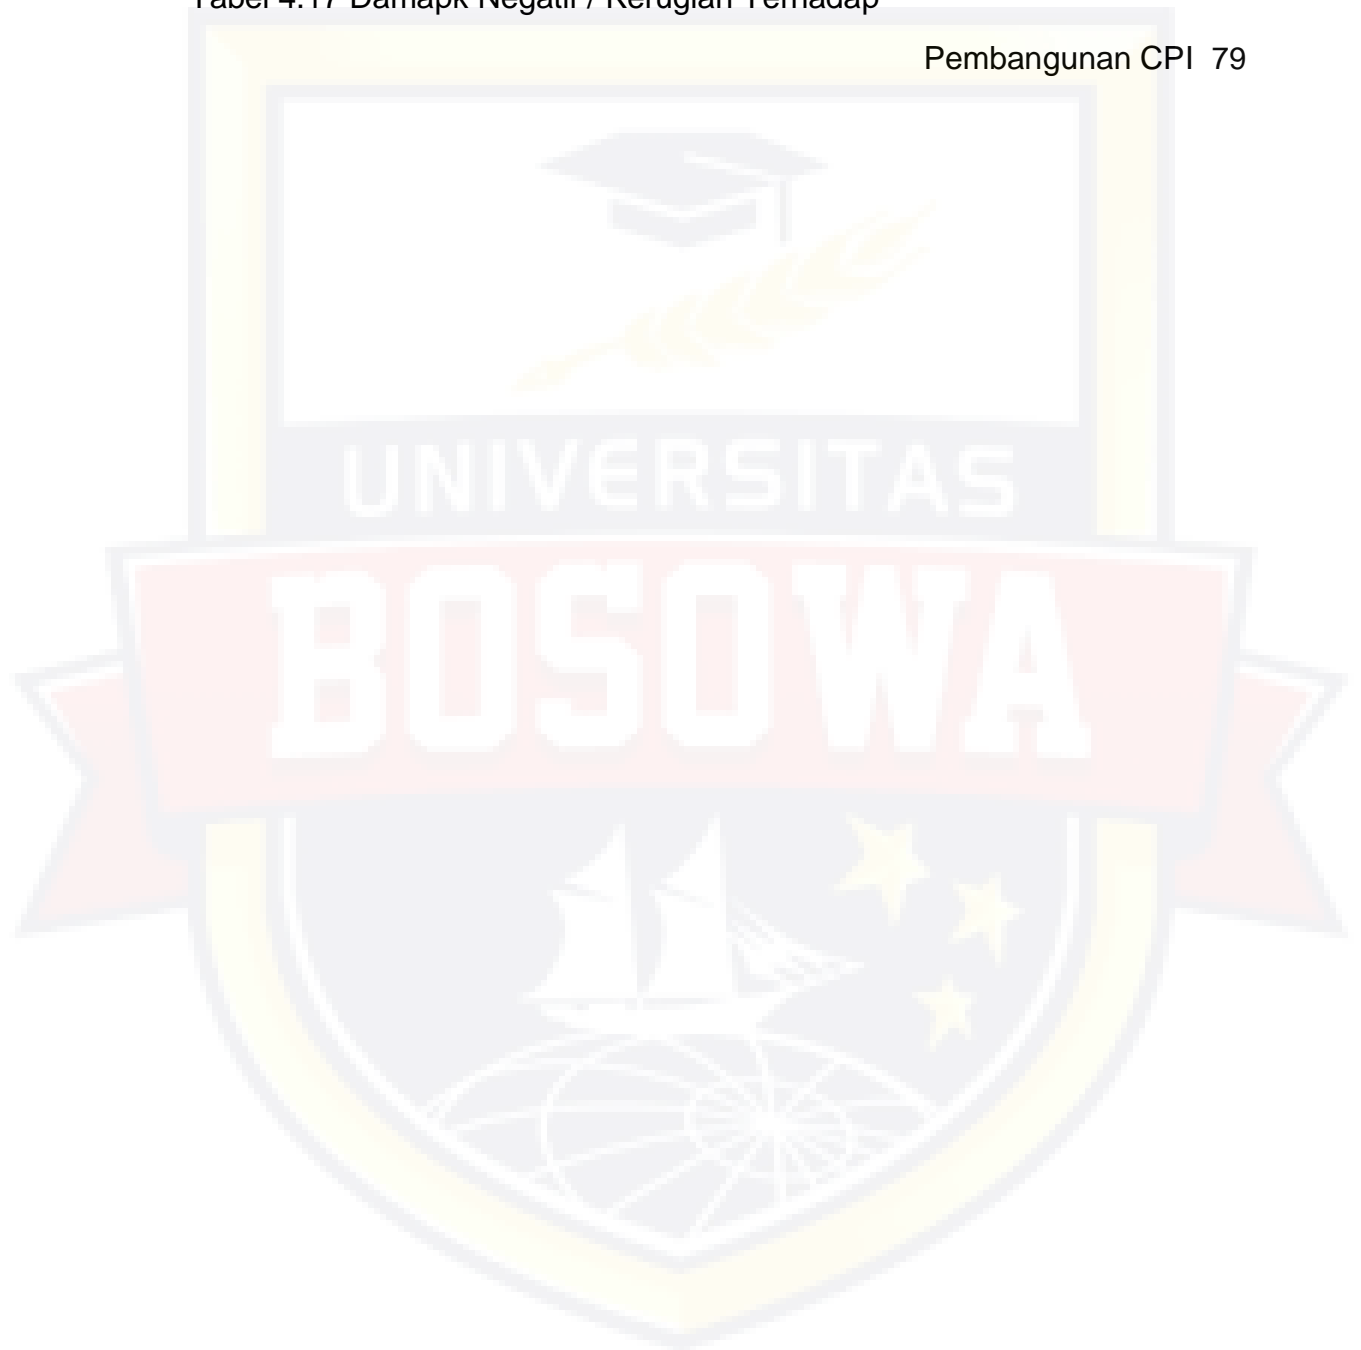 Tabel 4.17 Damapk Negatif / Kerugian Terhadap
Pembangunan CPI 79
UNIVERSITAS
BOSOWA